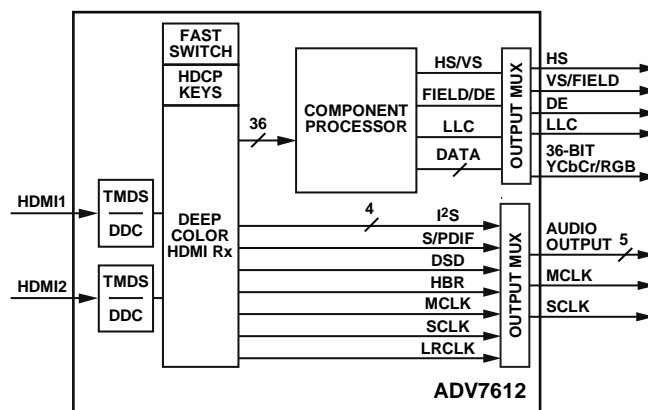 FAST
SWITCH
HDCP
KEYS
DEEP
COLOR
HDMI Rx
HDMI1
TMDS
DDC
HDMI2
TMDS
DDC
36
COMPONENT
PROCESSOR
HS/VS
FIELD/DE
LLC
DATA
OUTPUT MUX
HS
VS/FIELD
DE
LLC
36-BIT
YCbCr/RGB
4
I²S
S/PDIF
DSD
HBR
MCLK
SCLK
LRCLK
OUTPUT MUX
AUDIO
OUTPUT 5
MCLK
SCLK
ADV7612